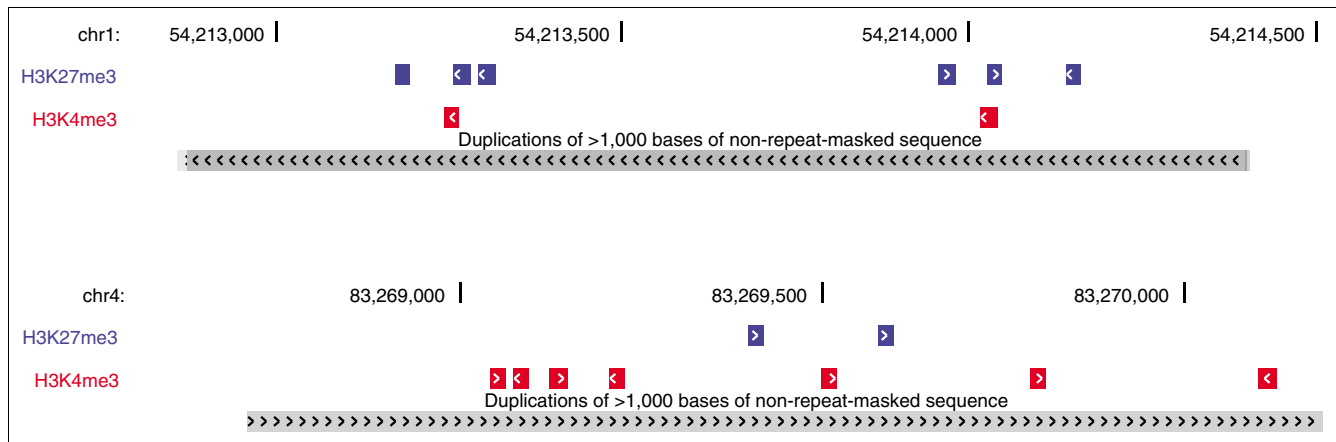 chr1: 54,213,000 54,213,500 54,214,000 54,214,500
H3K27me3
H3K4me3
Duplications of >1,000 bases of non-repeat-masked sequence
chr4: 83,269,000 83,269,500 83,270,000
H3K27me3
H3K4me3
Duplications of >1,000 bases of non-repeat-masked sequence